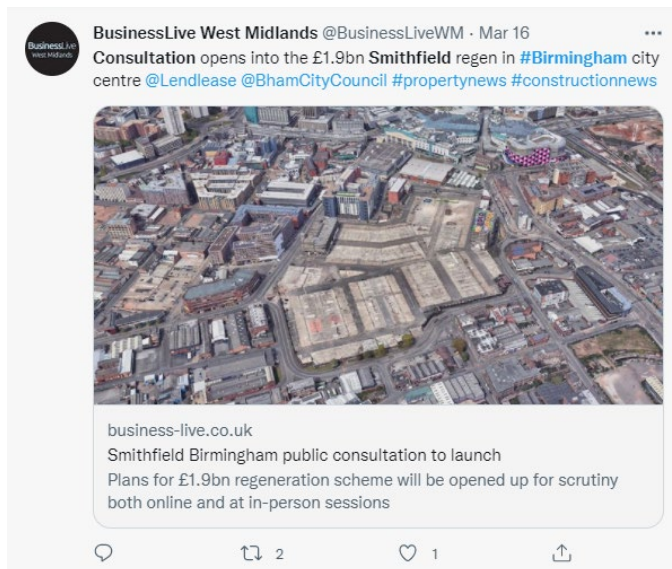 BusinessLive
West Midlands
BusinessLive West Midlands @BusinessLiveWM · Mar 16
Consultation opens into the £1.9bn Smithfield regen in #Birmingham city
centre @Lendlease @BhamCityCouncil #propertynews #constructionnews
business-live.co.uk
Smithfield Birmingham public consultation to launch
Plans for £1.9bn regeneration scheme will be opened up for scrutiny
both online and at in-person sessions
2 1